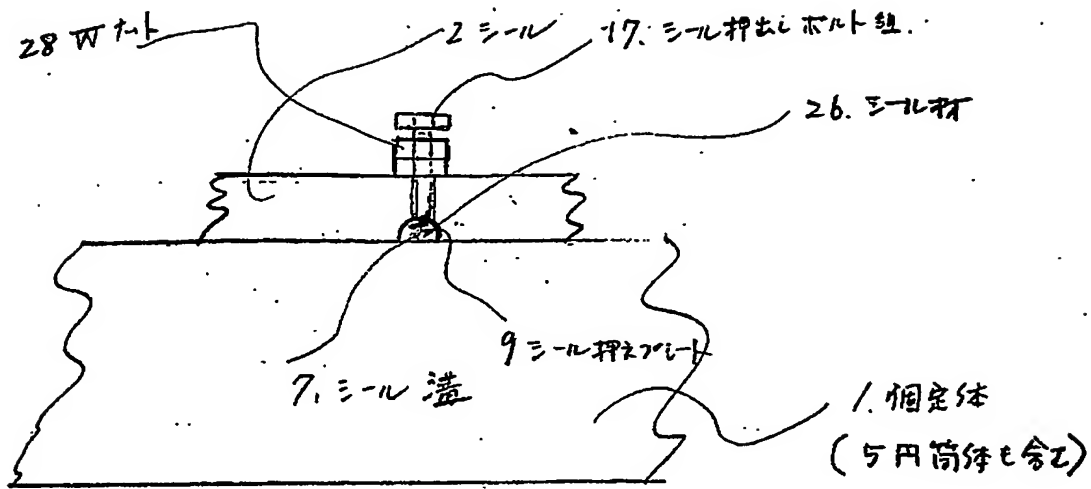 28 Wナット
2 シール
17. シール押出しボルト組.
26. シール材
9 シール押えプレート
7. シール溝
1. 個定体
(5円筒体も含む)